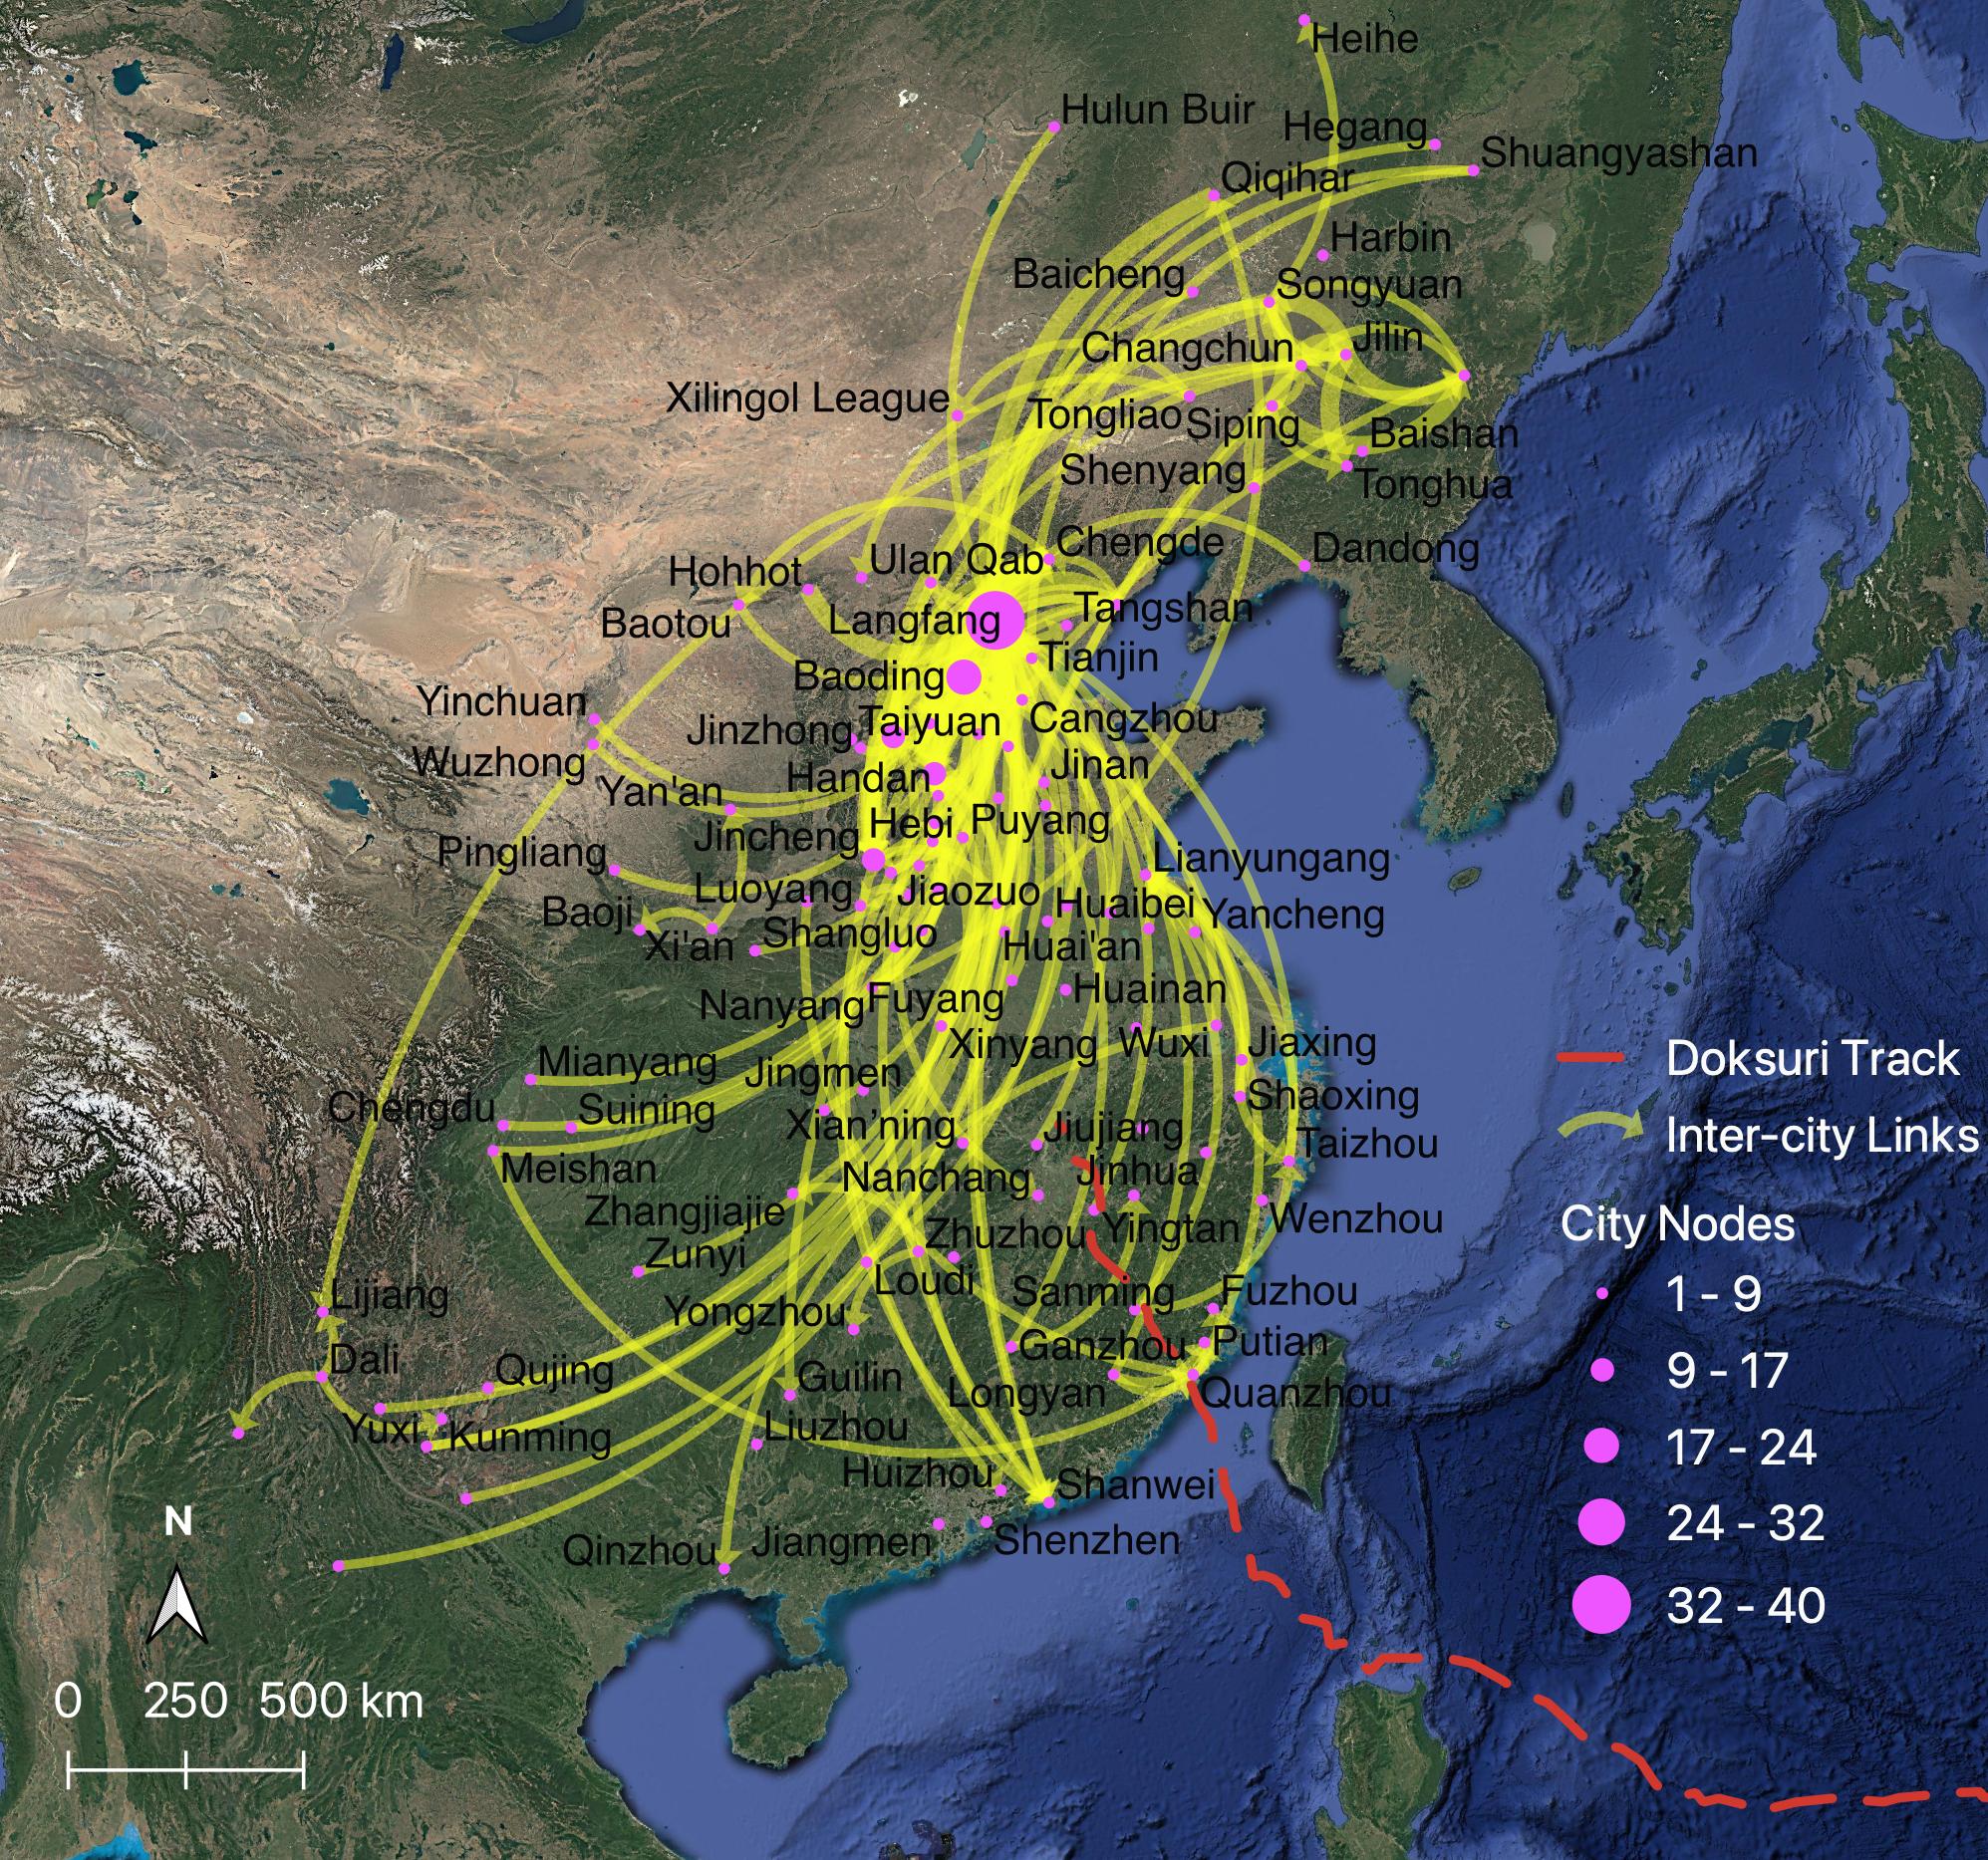 Heihe
Hulun Buir
Hegang
Shuangyashan
Qiqihar
Harbin
Baicheng
Songyuan
Jilin
Changchun
Xilingol League
Tongliao
Siping
Baishan
Shenyang
Tonghua
Chengde
Dandong
Ulan Qab
Hohhot
Baotou
Langfang
Tangshan
Tianjin
Baoding
Yinchuan
Jinzhong
Taiyuan
Cangzhou
Wuzhong
Handan
Jinan
Yan'an
Jincheng
Hebi
Puyang
Pingliang
Lianyungang
Luoyang
Jiaozuo
Huaibei
Yancheng
Baoji
Xi'an
Shangluo
Huai'an
Nanyang
Fuyang
Huainan
Xinyang
Wuxi
Jiaxing
Mianyang
Jingmen
Chengdu
Suining
Xian'ning
Shaoxing
Jiujiang
Taizhou
Meishan
Nanchang
Jinhua
Zhangjiajie
Zhuzhou
Yingtan
Wenzhou
Zunyi
Loudi
Lijiang
Yongzhou
Sanming
Fuzhou
Dali
Qujing
Guilin
Ganzhou
Putian
Longyan
Quanzhou
Yuxi
Kunming
Liuzhou
Huizhou
Shanwei
Qinzhou
Jiangmen
Shenzhen
Doksuri Track
Inter-city Links
City Nodes
1 - 9
9 - 17
17 - 24
24 - 32
32 - 40
N
0 250 500 km